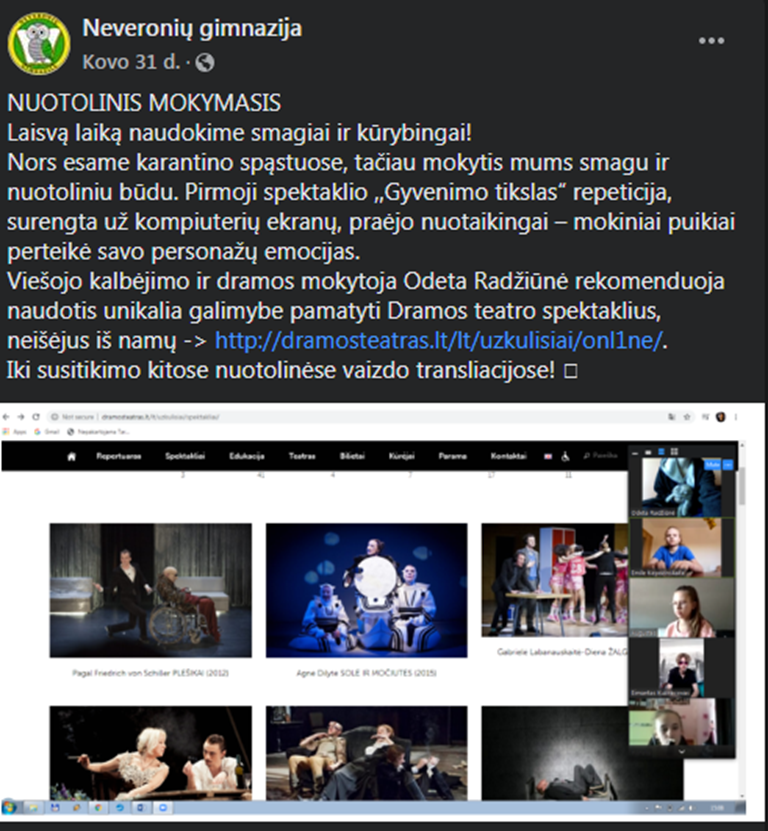 Neveronių gimnazija
Kovo 31 d. ·
NUOTOLINIS MOKYMASIS
Laisvą laiką naudokime smagiai ir kūrybingai!
Nors esame karantino spąstuose, tačiau mokytis mums smagu ir
nuotoliniu būdu. Pirmoji spektaklio ,,Gyvenimo tikslas“ repeticija,
surengta už kompiuterių ekranų, praėjo nuotaikingai – mokiniai puikiai
perteikė savo personažų emocijas.
Viešojo kalbėjimo ir dramos mokytoja Odeta Radžiūnė rekomenduoja
naudotis unikalia galimybe pamatyti Dramos teatro spektaklius,
neišėjus iš namų -> http://dramosteatras.lt/lt/uzkulisiai/onl1ne/.
Iki susitikimo kitose nuotolinėse vaizdo transliacijose!
Not secure | dramosteatras.lt/lt/uzkulisiai/spektakliai/
Apps Gmail
Repertuaras Spektakliai Edukacija Teatras Bilietai Kūrėjai Parama Kontaktai Paieška
Odeta Radžiūnė
Pagal Friedrich von Schiller PLĖŠIKAI (2012)
Agnė Dilytė SOLE IR MOČIUTĖS (2015)
Gabrielė Labanauskaitė-Diena ŽALG